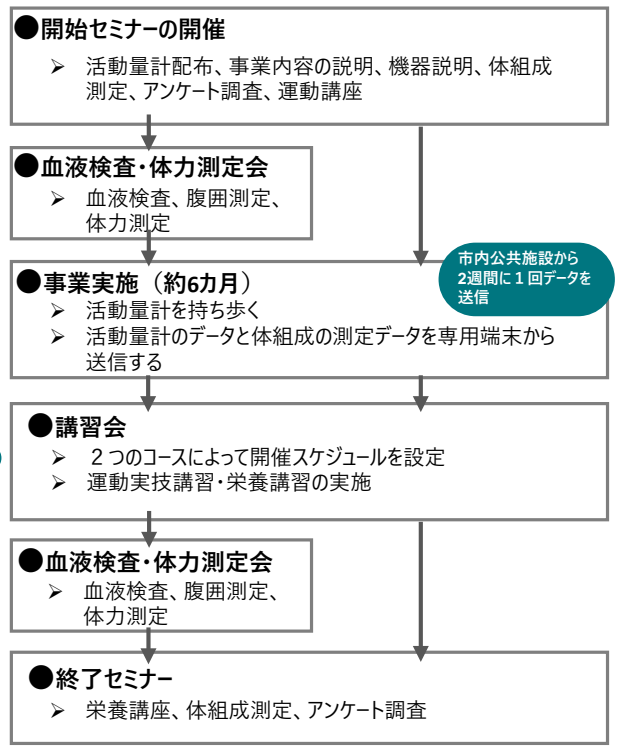 ●開始セミナーの開催
➢ 活動量計配布、事業内容の説明、機器説明、体組成
測定、アンケート調査、運動講座
●血液検査・体力測定会
➢ 血液検査、腹囲測定、
体力測定
市内公共施設から
2週間に１回データを
送信
●事業実施（約6カ月）
➢ 活動量計を持ち歩く
➢ 活動量計のデータと体組成の測定データを専用端末から
送信する
●講習会
➢ ２つのコースによって開催スケジュールを設定
➢ 運動実技講習・栄養講習の実施
●血液検査・体力測定会
➢ 血液検査、腹囲測定、
体力測定
●終了セミナー
➢ 栄養講座、体組成測定、アンケート調査